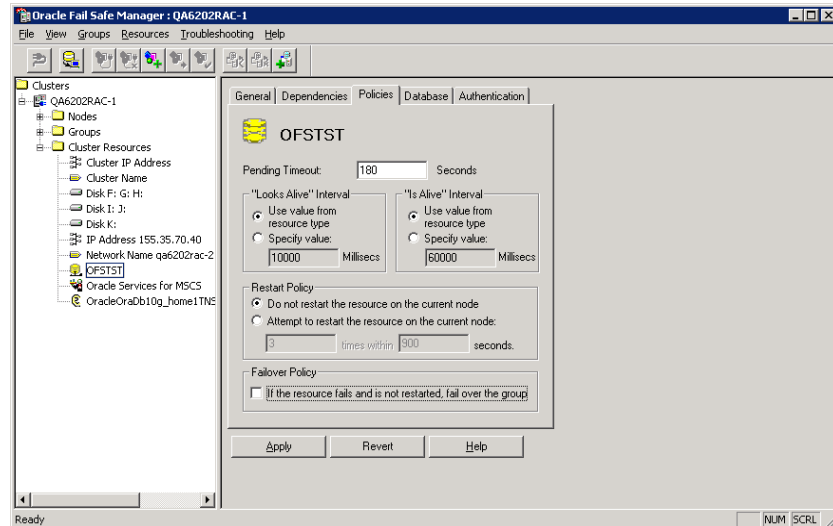 Oracle Fail Safe Manager : QA6202RAC-1
File View Groups Resources Troubleshooting Help
Clusters
QA6202RAC-1
Nodes
Groups
Cluster Resources
Cluster IP Address
Cluster Name
Disk F: G: H:
Disk I: J:
Disk K:
IP Address 155.35.70.40
Network Name qa6202rac-2
OFSTST
Oracle Services for MSCS
OracleOraDb10g_home1TNS
General Dependencies Policies Database Authentication
OFSTST
Pending Timeout: 180 Seconds
"Looks Alive" Interval
Use value from
resource type
Specify value:
10000 Millisecs
"Is Alive" Interval
Use value from
resource type
Specify value:
60000 Millisecs
Restart Policy
Do not restart the resource on the current node
Attempt to restart the resource on the current node:
3 times within 900 seconds.
Failover Policy
If the resource fails and is not restarted, fail over the group
Apply Revert Help
Ready NUM SCRL